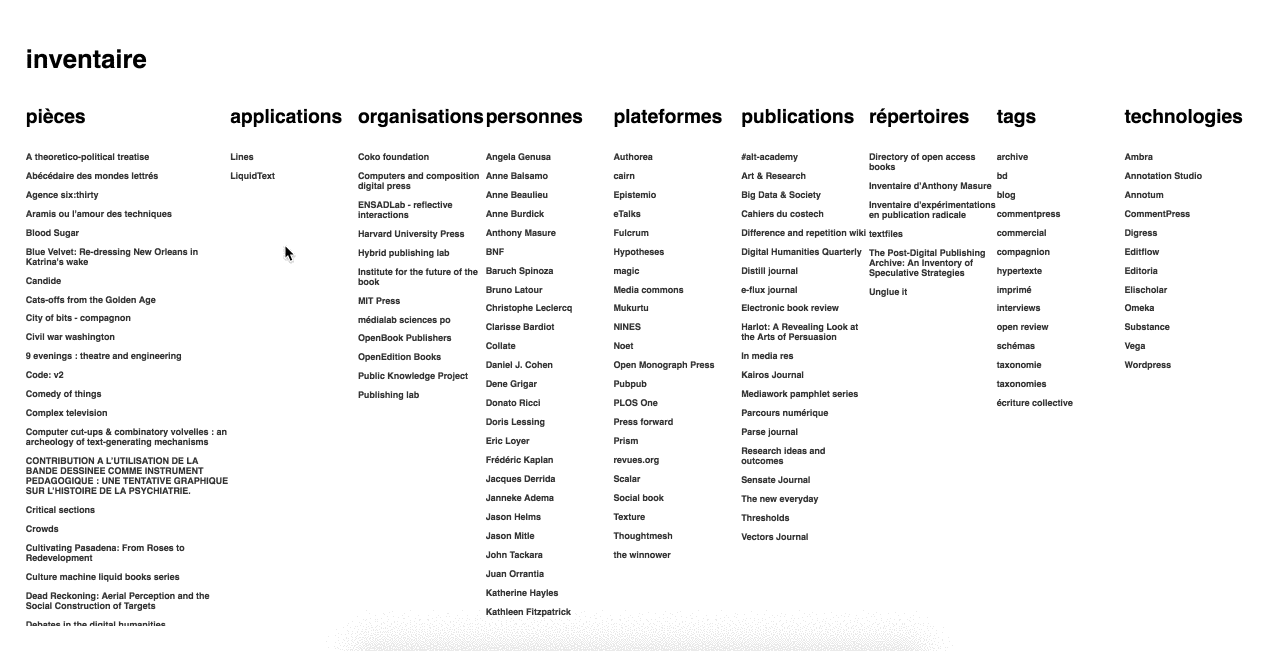 inventaire
pièces
A theoretico-political treatise
Abécédaire des mondes lettrés
Agence six:thirty
Aramis ou l'amour des techniques
Blood Sugar
Blue Velvet: Re-dressing New Orleans in
Katrina's wake
Candide
Cats-offs from the Golden Age
City of bits - compagnon
Civil war washington
9 evenings : theatre and engineering
Code: v2
Comedy of things
Complex television
Computer cut-ups & combinatory volvelles : an
archeology of text-generating mechanisms
CONTRIBUTION A L'UTILISATION DE LA
BANDE DESSINEE COMME INSTRUMENT
PEDAGOGIQUE : UNE TENTATIVE GRAPHIQUE
SUR L'HISTOIRE DE LA PSYCHIATRIE.
Critical sections
Crowds
Cultivating Pasadena: From Roses to
Redevelopment
Culture machine liquid books series
Dead Reckoning: Aerial Perception and the
Social Construction of Targets
Debates in the digital humanities
applications
Lines
LiquidText
organisations
Coko foundation
Computers and composition
digital press
ENSADLab - reflective
interactions
Harvard University Press
Hybrid publishing lab
Institute for the future of the
book
MIT Press
médialab sciences po
OpenBook Publishers
OpenEdition Books
Public Knowledge Project
Publishing lab
personnes
Angela Genusa
Anne Balsamo
Anne Beaulieu
Anne Burdick
Anthony Masure
BNF
Baruch Spinoza
Bruno Latour
Christophe Leclercq
Clarisse Bardiot
Collate
Daniel J. Cohen
Dene Grigar
Donato Ricci
Doris Lessing
Eric Loyer
Frédéric Kaplan
Jacques Derrida
Janneke Adema
Jason Helms
Jason Mitle
John Tackara
Juan Orrantia
Katherine Hayles
Kathleen Fitzpatrick
plateformes
Authorea
cairn
Epistemio
eTalks
Fulcrum
Hypotheses
magic
Media commons
Mukurtu
NINES
Noet
Open Monograph Press
Pubpub
PLOS One
Press forward
Prism
revues.org
Scalar
Social book
Texture
Thoughtmesh
the winnower
publications
#alt-academy
Art & Research
Big Data & Society
Cahiers du costech
Difference and repetition wiki
Digital Humanities Quarterly
Distill journal
e-flux journal
Electronic book review
Harlot: A Revealing Look at
the Arts of Persuasion
In media res
Kairos Journal
Mediawork pamphlet series
Parcours numérique
Parse journal
Research ideas and
outcomes
Sensate Journal
The new everyday
Thresholds
Vectors Journal
répertoires
Directory of open access
books
Inventaire d'Anthony Masure
Inventaire d'expérimentations
en publication radicale
textfiles
The Post-Digital Publishing
Archive: An Inventory of
Speculative Strategies
Unglue it
tags
archive
bd
blog
commentpress
commercial
compagnion
hypertexte
imprimé
interviews
open review
schémas
taxonomie
taxonomies
écriture collective
technologies
Ambra
Annotation Studio
Annotum
CommentPress
Digress
Editflow
Editoria
Elischolar
Omeka
Substance
Vega
Wordpress